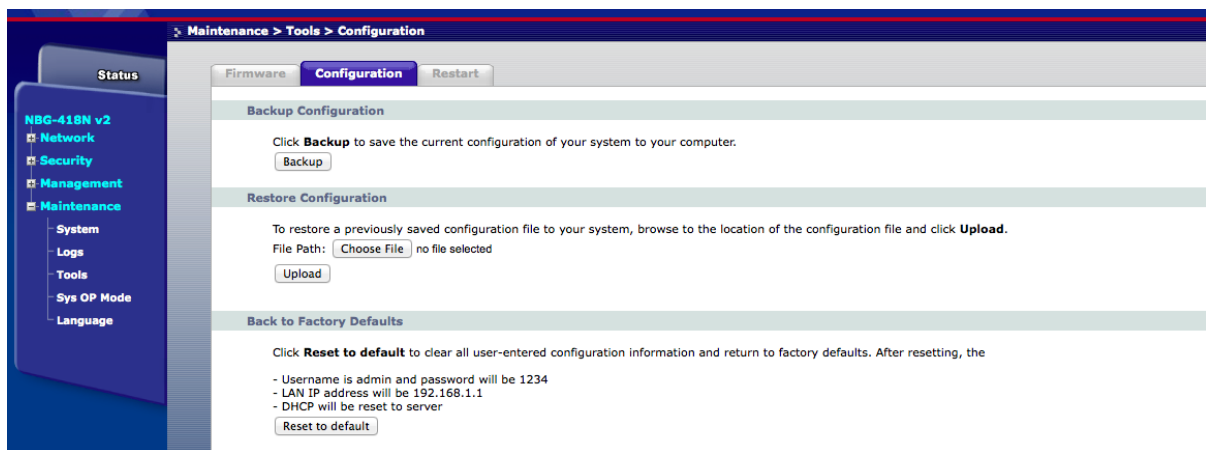 Maintenance > Tools > Configuration
Status
NBG-418N v2
Network
Security
Management
Maintenance
System
Logs
Tools
Sys OP Mode
Language
Firmware
Configuration
Restart
Backup Configuration
Click Backup to save the current configuration of your system to your computer.
Backup
Restore Configuration
To restore a previously saved configuration file to your system, browse to the location of the configuration file and click Upload.
File Path: Choose File no file selected
Upload
Back to Factory Defaults
Click Reset to default to clear all user-entered configuration information and return to factory defaults. After resetting, the
- Username is admin and password will be 1234
- LAN IP address will be 192.168.1.1
- DHCP will be reset to server
Reset to default